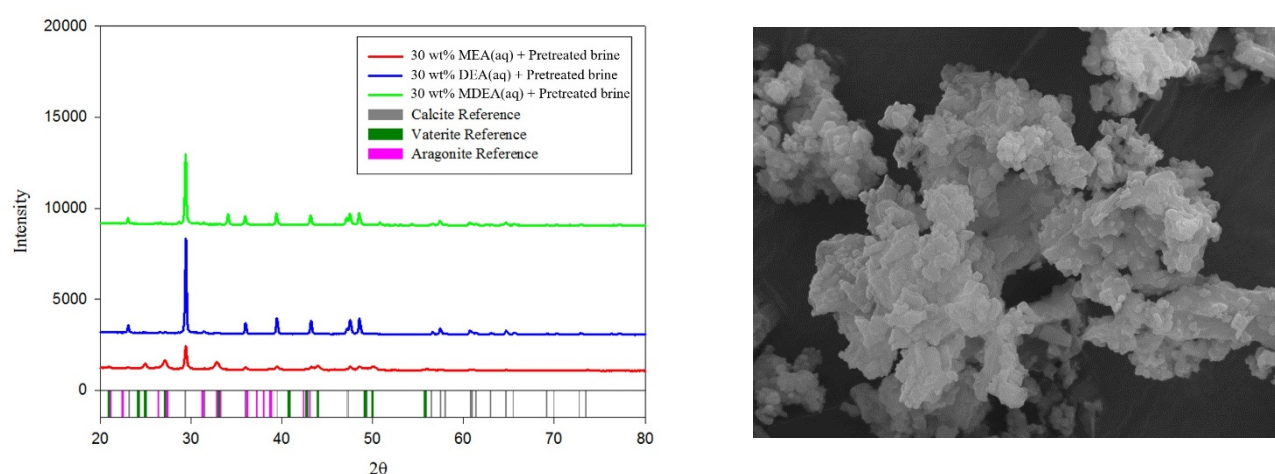 20000
15000
10000
5000
0
Intensity
30 wt% MEA(aq) + Pretreated brine
30 wt% DEA(aq) + Pretreated brine
30 wt% MDEA(aq) + Pretreated brine
Calcite Reference
Vaterite Reference
Aragonite Reference
20 30 40 50 60 70 80
2θ